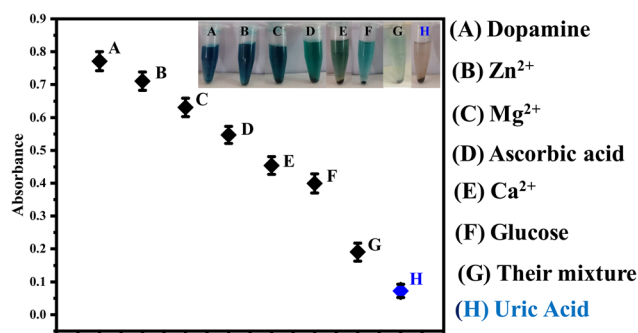 0.9
0.8
0.7
0.6
0.5
0.4
0.3
0.2
0.1
0.0
Absorbance
A
B
C
D
E
F
G
H
A B C D E F G H
(A) Dopamine
(B) Zn²⁺
(C) Mg²⁺
(D) Ascorbic acid
(E) Ca²⁺
(F) Glucose
(G) Their mixture
(H) Uric Acid